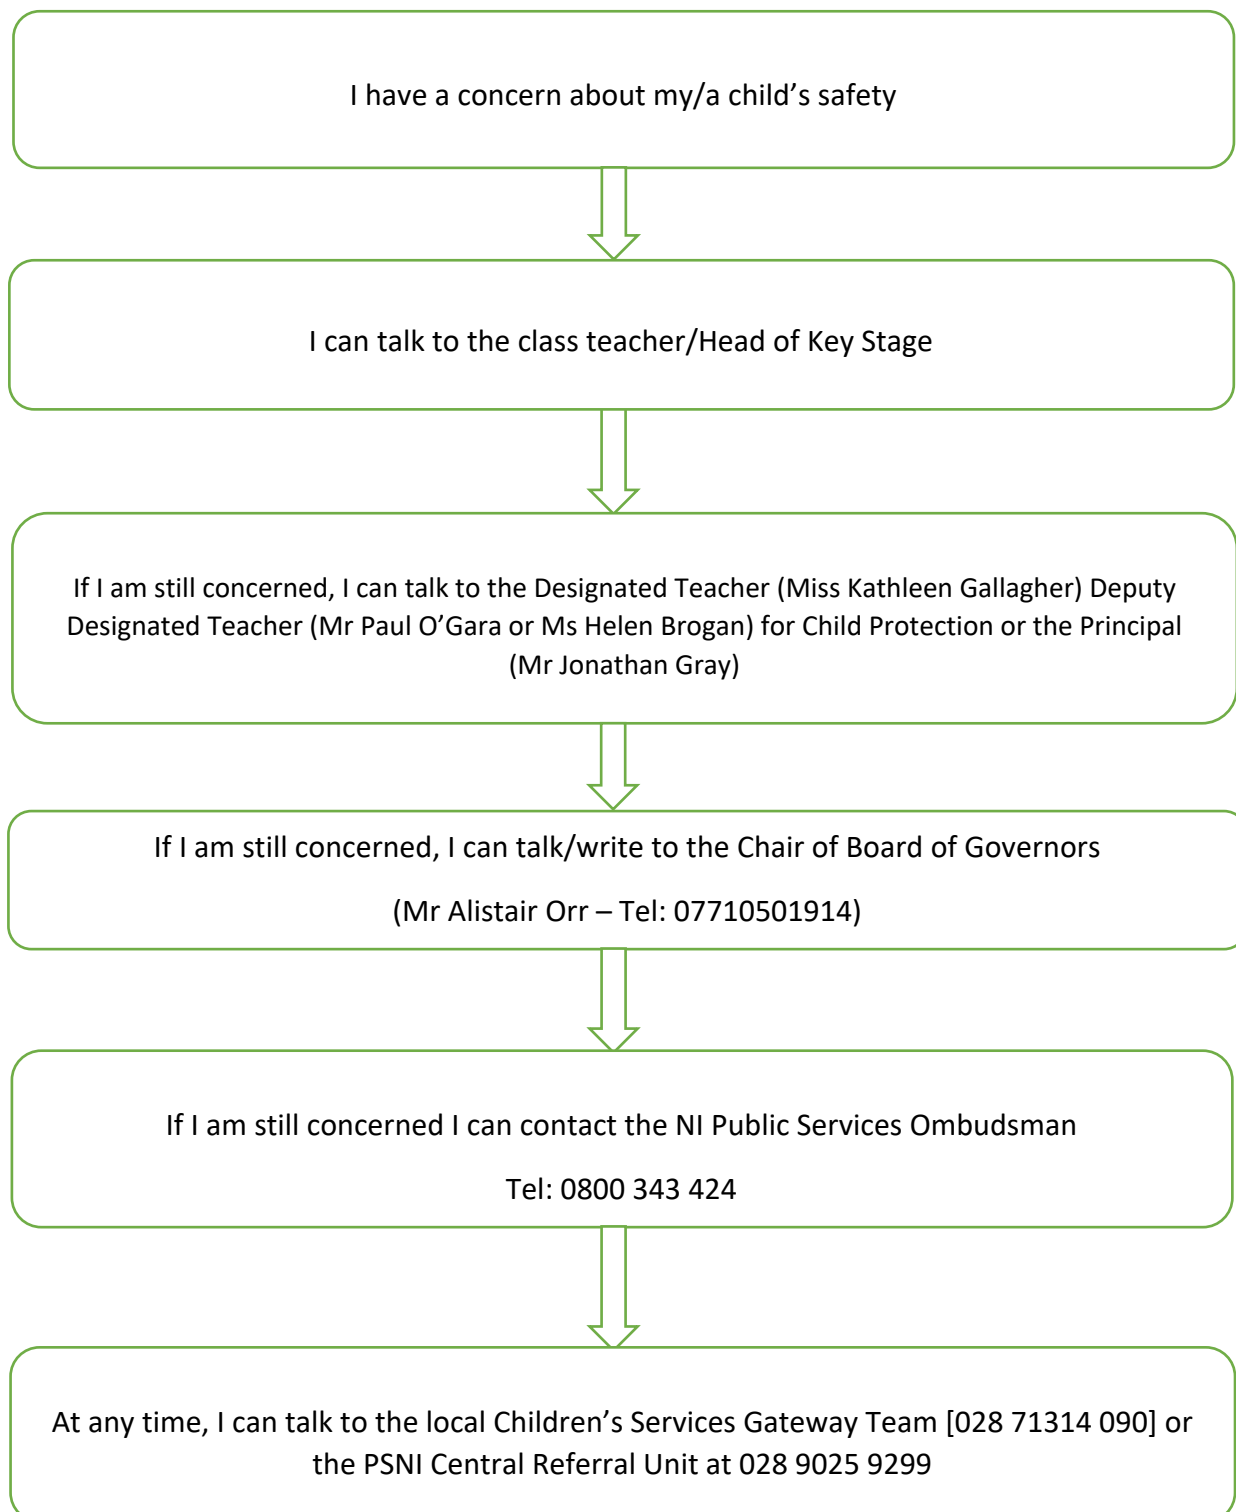 I have a concern about my/a child’s safety
I can talk to the class teacher/Head of Key Stage
If I am still concerned, I can talk to the Designated Teacher (Miss Kathleen Gallagher) Deputy
Designated Teacher (Mr Paul O’Gara or Ms Helen Brogan) for Child Protection or the Principal
(Mr Jonathan Gray)
If I am still concerned, I can talk/write to the Chair of Board of Governors
(Mr Alistair Orr – Tel: 07710501914)
If I am still concerned I can contact the NI Public Services Ombudsman
Tel: 0800 343 424
At any time, I can talk to the local Children’s Services Gateway Team [028 71314 090] or
the PSNI Central Referral Unit at 028 9025 9299